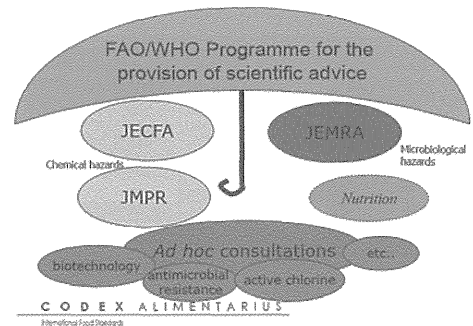 FAO/WHO Programme for the
provision of scientific advice
JECFA
JEMRA
Chemical hazards
Microbiological
hazards
JMPR
Nutrition
Ad hoc consultations
etc..
biotechnology
antimicrobial
resistance
active chlorine
CODEX ALIMENTARIUS
International Food Standards